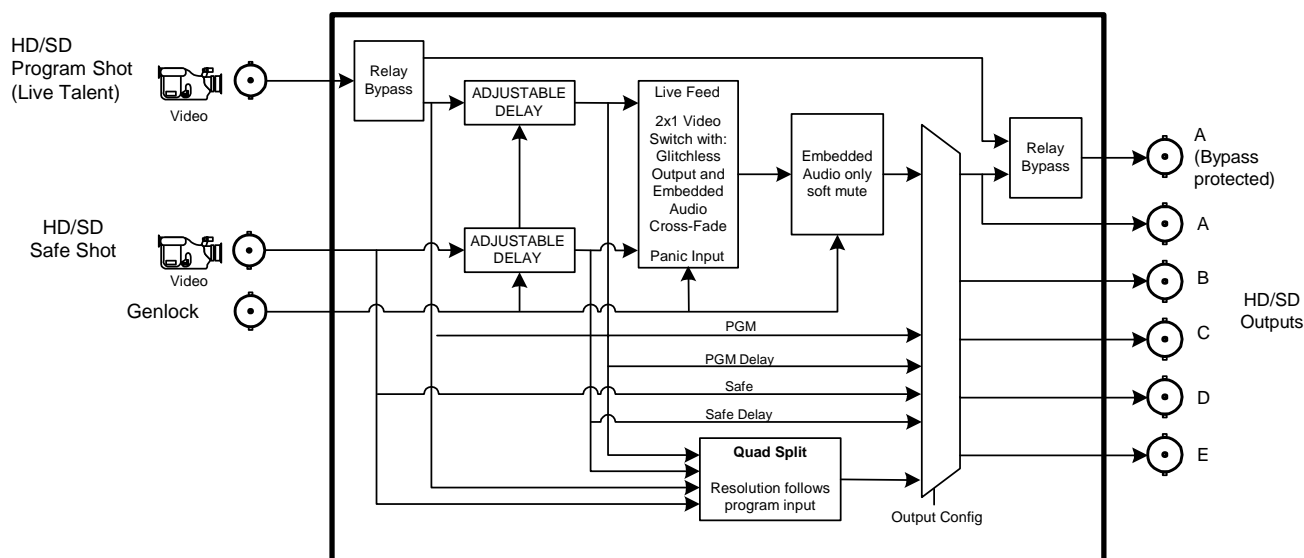 HD/SD
Program Shot
(Live Talent)
Video
Relay
Bypass
ADJUSTABLE
DELAY
Live Feed
2x1 Video
Switch with:
Glitchless
Output and
Embedded
Audio
Cross-Fade
Panic Input
Embedded
Audio only
soft mute
Relay
Bypass
A
(Bypass
protected)
HD/SD
Safe Shot
Video
ADJUSTABLE
DELAY
Genlock
A
B
C
D
E
HD/SD
Outputs
PGM
PGM Delay
Safe
Safe Delay
Quad Split
Resolution follows
program input
Output Config